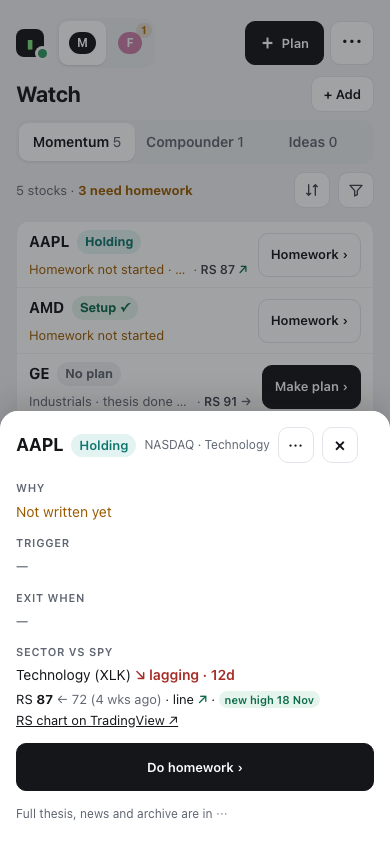 M F 1 + Plan ···
Watch + Add
Momentum 5 Compounder 1 Ideas 0
5 stocks · 3 need homework
AAPL Holding
Homework not started · ... · RS 87 ↗ Homework ›
AMD Setup ✓
Homework not started Homework ›
GE No plan
Industrials · thesis done ... · RS 91 → Make plan ›
AAPL Holding NASDAQ · Technology ··· ✕
WHY
Not written yet
TRIGGER
—
EXIT WHEN
—
SECTOR VS SPY
Technology (XLK) ↘ lagging · 12d
RS 87 ← 72 (4 wks ago) · line ↗ · new high 18 Nov
RS chart on TradingView ↗
Do homework ›
Full thesis, news and archive are in ···